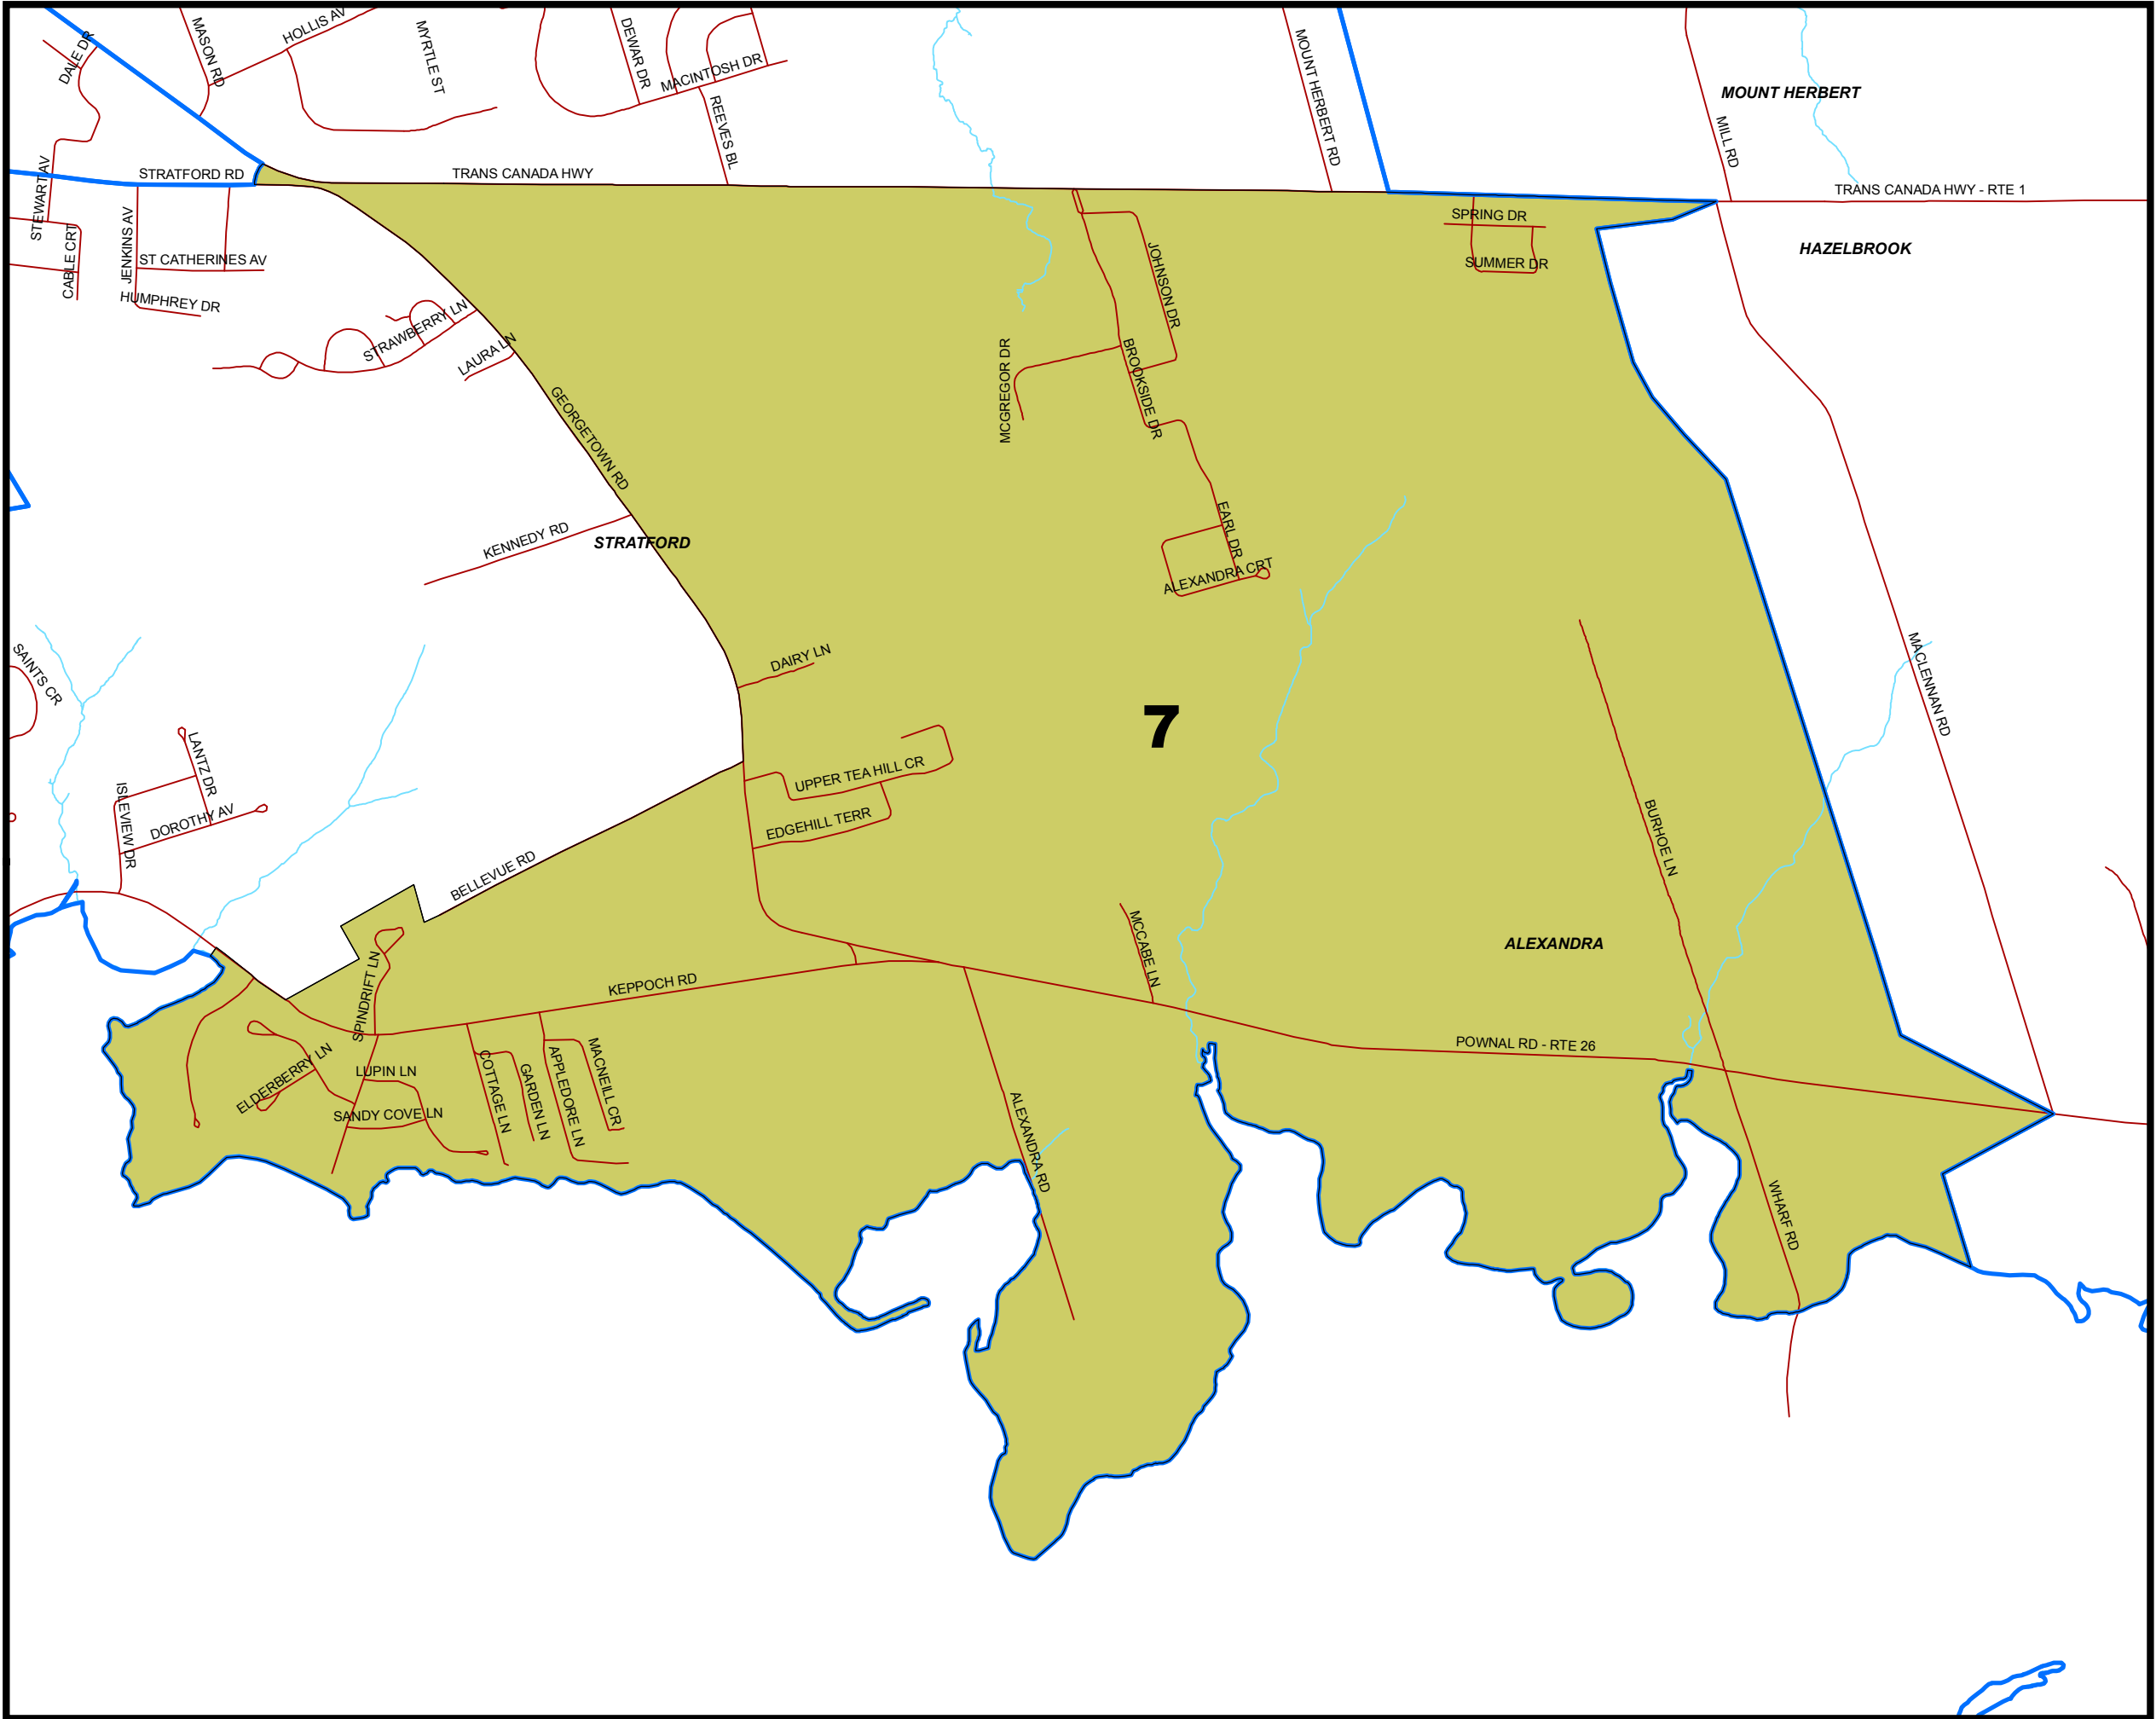 DALE DR
MASON RD
HOLLIS AV
MYRTLE ST
DEWAR DR
MACINTOSH DR
REEVES BL
MOUNT HERBERT RD
MOUNT HERBERT
MILL RD
STEWART AV
STRATFORD RD
TRANS CANADA HWY
TRANS CANADA HWY - RTE 1
CABLE CRT
JENKINS AV
ST CATHERINES AV
HUMPHREY DR
SPRING DR
SUMMER DR
HAZELBROOK
STRAWBERRY LN
LAURA LN
JOHNSON DR
MCGREGOR DR
BROOKSIDE DR
GEORGETOWN RD
KENNEDY RD
STRATFORD
EARL DR
ALEXANDRA CRT
SAINTS CR
DAIRY LN
MACLENNAN RD
7
LANTZ DR
ISLEVIEW DR
DOROTHY AV
UPPER TEA HILL CR
EDGEHILL TERR
BURHOE LN
BELLEVUE RD
MCCABE LN
ALEXANDRA
SPINDRIFT LN
KEPPOCH RD
POWNAL RD - RTE 26
ELDERBERRY LN
LUPIN LN
SANDY COVE LN
COTTAGE LN
GARDEN LN
APPLEDORE LN
MACNEILL CR
ALEXANDRA RD
WHARF RD